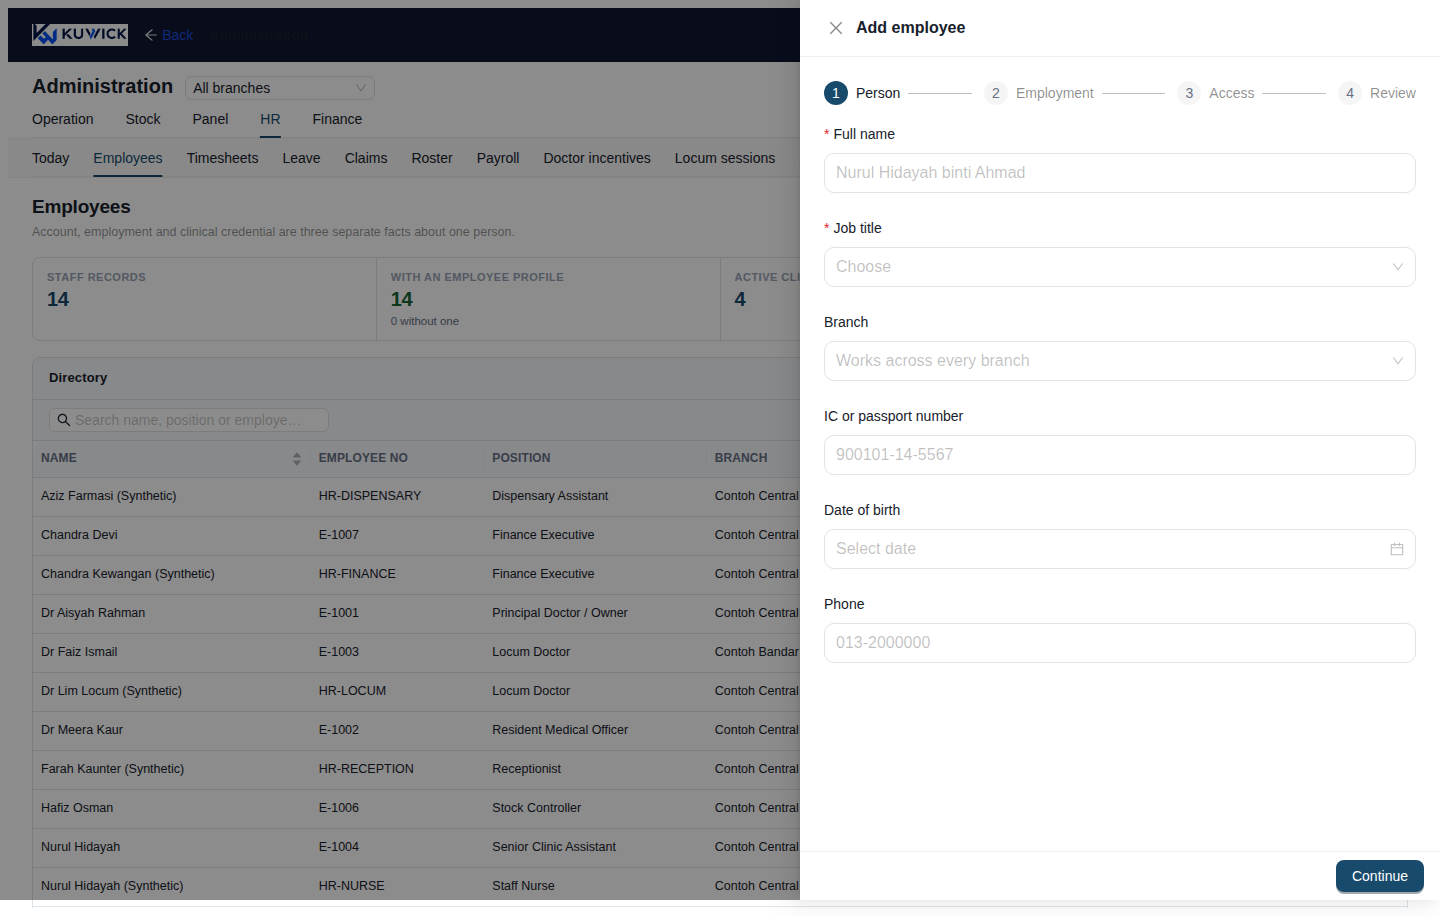 KUWICK
Back
Administration
Administration
All branches
Operation Stock Panel HR Finance
Today Employees Timesheets Leave Claims Roster Payroll Doctor incentives Locum sessions
Employees
Account, employment and clinical credential are three separate facts about one person.
STAFF RECORDS
14
WITH AN EMPLOYEE PROFILE
14
0 without one
ACTIVE CLI
4
Directory
Search name, position or employe…
NAME EMPLOYEE NO POSITION BRANCH
Aziz Farmasi (Synthetic) HR-DISPENSARY Dispensary Assistant Contoh Central
Chandra Devi E-1007 Finance Executive Contoh Central
Chandra Kewangan (Synthetic) HR-FINANCE Finance Executive Contoh Central
Dr Aisyah Rahman E-1001 Principal Doctor / Owner Contoh Central
Dr Faiz Ismail E-1003 Locum Doctor Contoh Bandar
Dr Lim Locum (Synthetic) HR-LOCUM Locum Doctor Contoh Central
Dr Meera Kaur E-1002 Resident Medical Officer Contoh Central
Farah Kaunter (Synthetic) HR-RECEPTION Receptionist Contoh Central
Hafiz Osman E-1006 Stock Controller Contoh Central
Nurul Hidayah E-1004 Senior Clinic Assistant Contoh Central
Nurul Hidayah (Synthetic) HR-NURSE Staff Nurse Contoh Central
Add employee
1 Person 2 Employment 3 Access 4 Review
* Full name
Nurul Hidayah binti Ahmad
* Job title
Choose
Branch
Works across every branch
IC or passport number
900101-14-5567
Date of birth
Select date
Phone
013-2000000
Continue